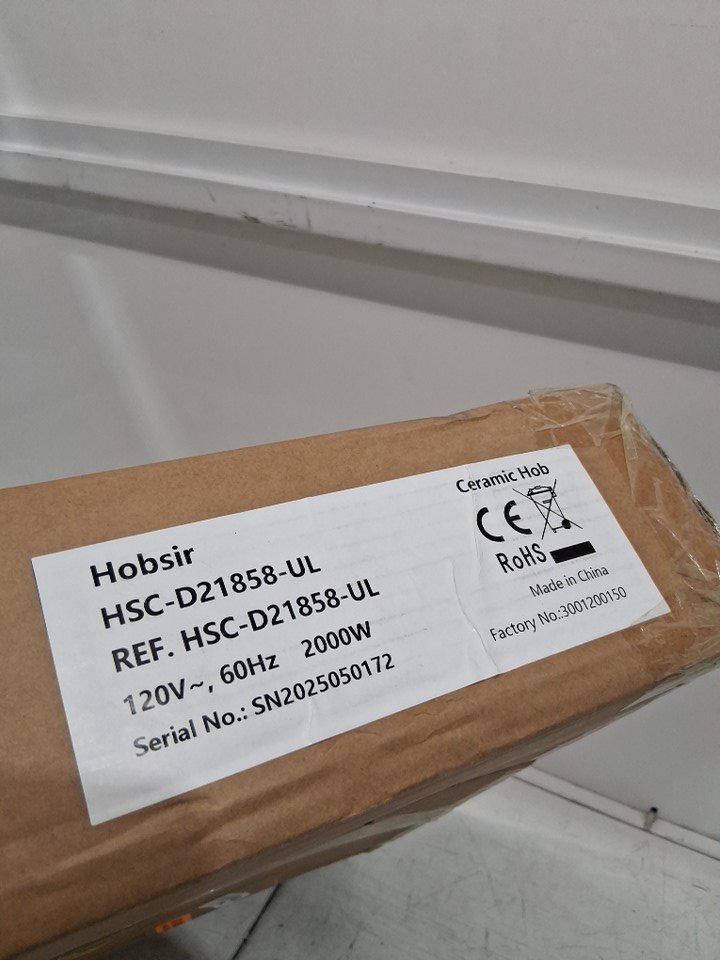 Hobsir
HSC-D21858-UL
REF. HSC-D21858-UL
120V~, 60Hz 2000W
Serial No.: SN2025050172
Ceramic Hob
CE
RoHS
Made in China
Factory No.:3001200150